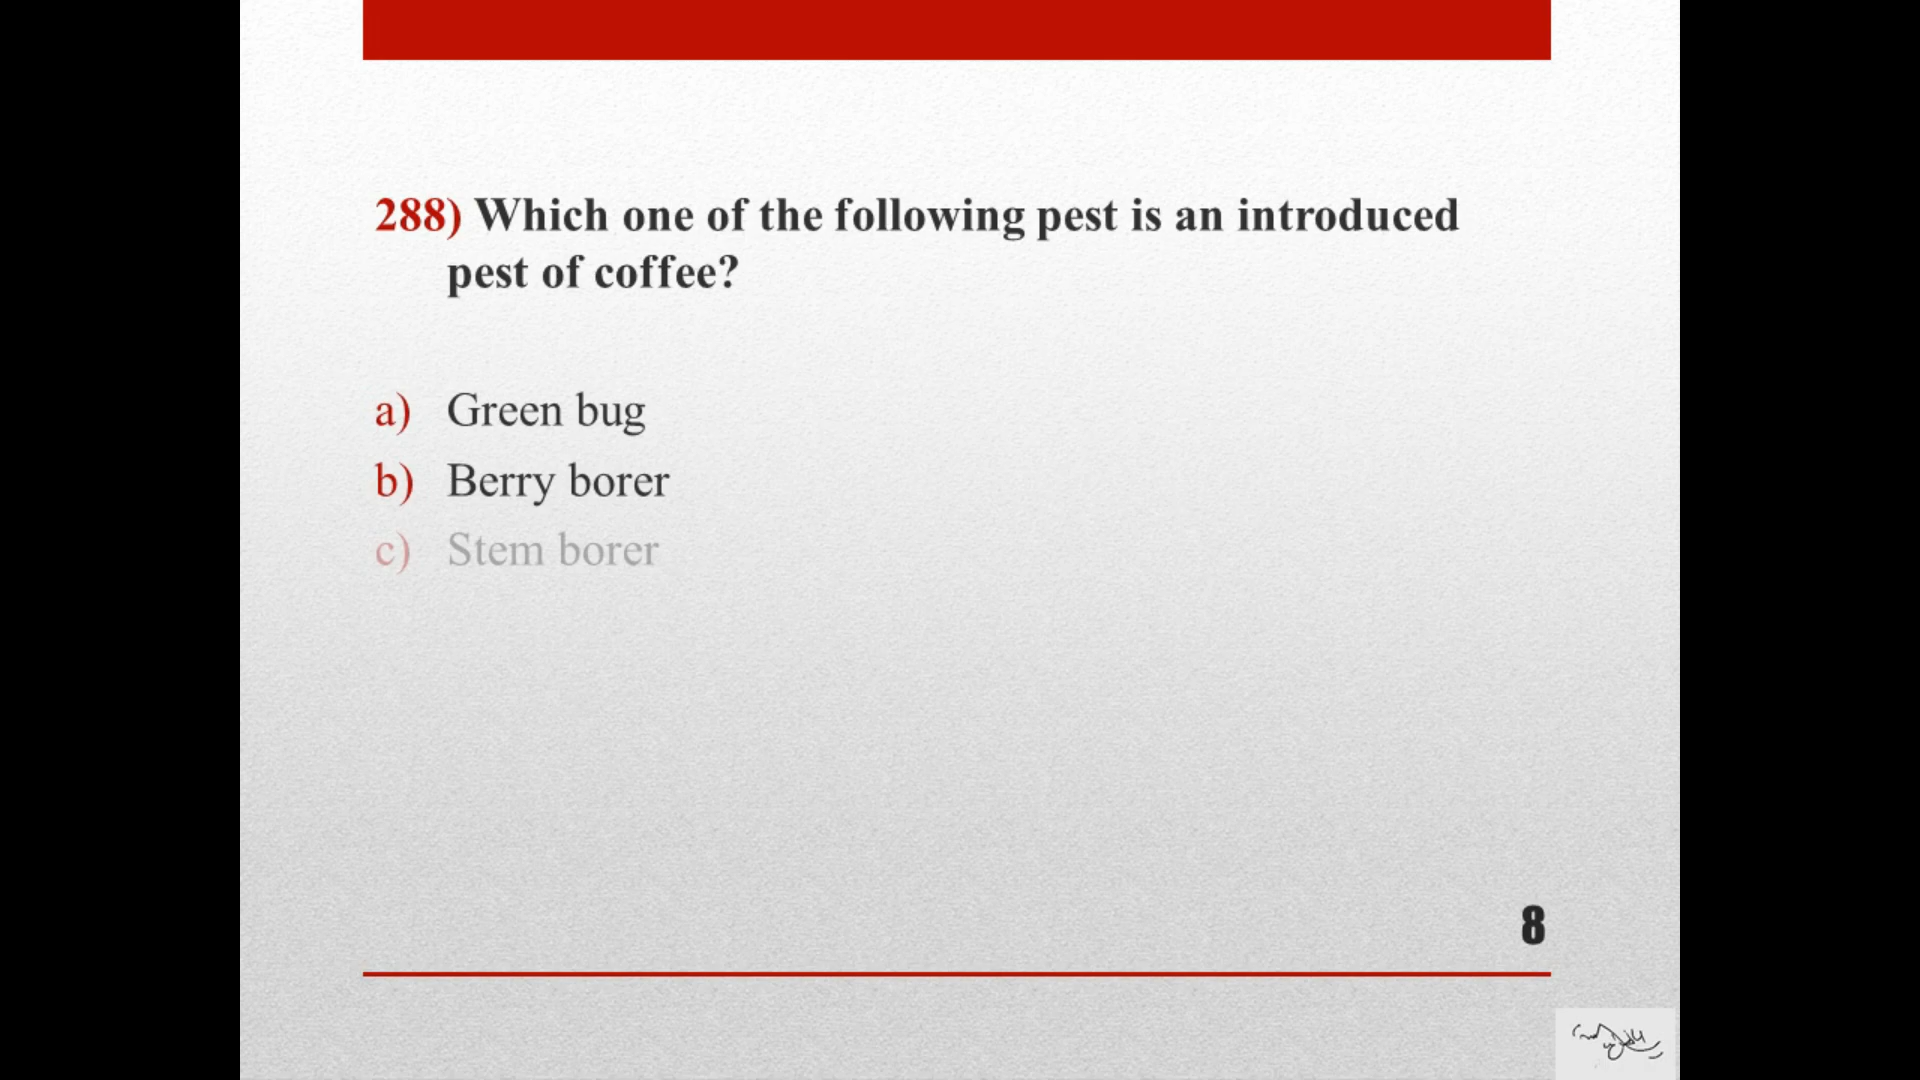 288) Which one of the following pest is an introduced
pest of coffee?
a) Green bug
b) Berry borer
c) Stem borer
8